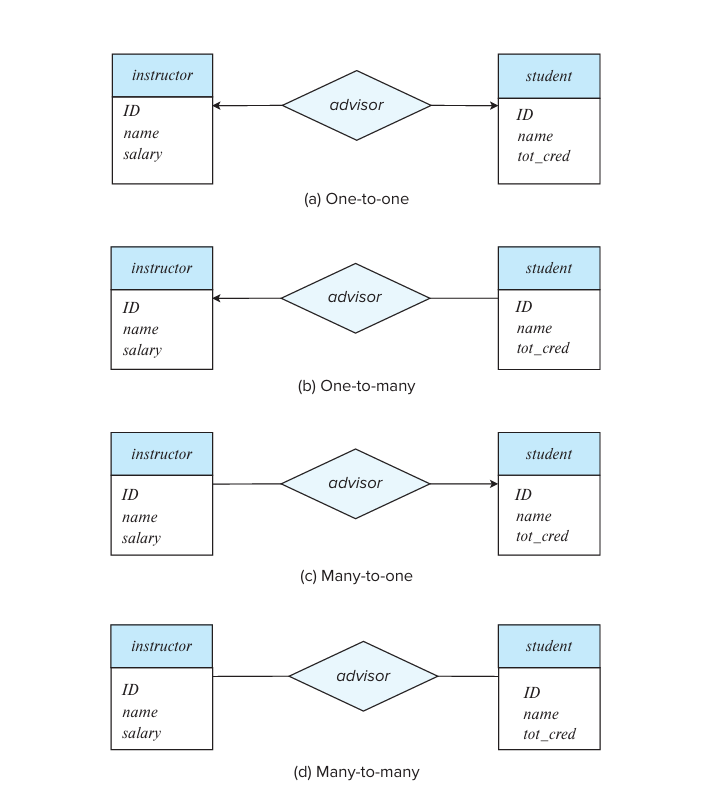 instructor
ID
name
salary
advisor
student
ID
name
tot_cred
(a) One-to-one
instructor
ID
name
salary
advisor
student
ID
name
tot_cred
(b) One-to-many
instructor
ID
name
salary
advisor
student
ID
name
tot_cred
(c) Many-to-one
instructor
ID
name
salary
advisor
student
ID
name
tot_cred
(d) Many-to-many